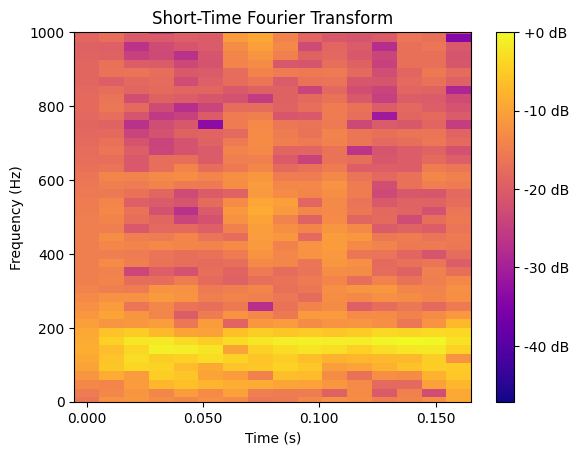 Short-Time Fourier Transform
1000
800
600
400
200
0
Frequency (Hz)
0.000
0.050
0.100
0.150
Time (s)
+0 dB
-10 dB
-20 dB
-30 dB
-40 dB